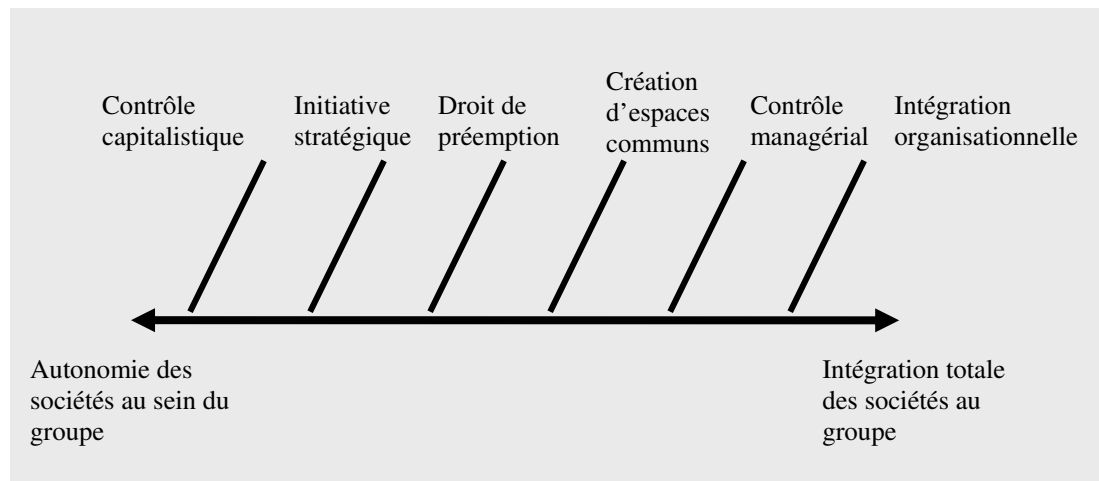 Contrôle
capitalistique
Initiative
stratégique
Droit de
préemption
Création
d'espaces
communs
Contrôle
managérial
Intégration
organisationnelle
Autonomie des
sociétés au sein du
groupe
Intégration totale
des sociétés au
groupe